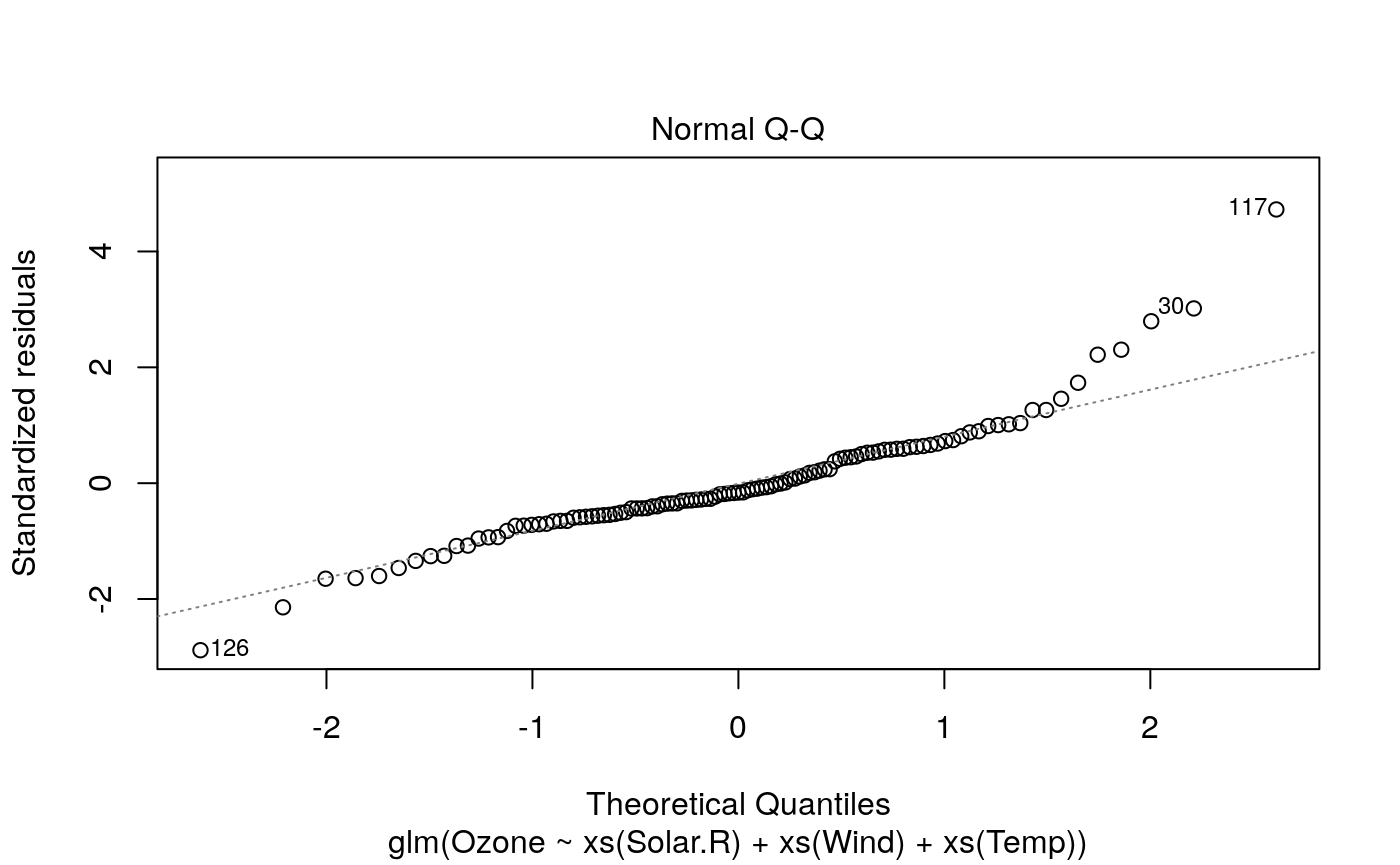 Normal Q-Q
Standardized residuals
4
2
0
-2
117
30
126
-2 -1 0 1 2
Theoretical Quantiles
glm(Ozone ~ xs(Solar.R) + xs(Wind) + xs(Temp))